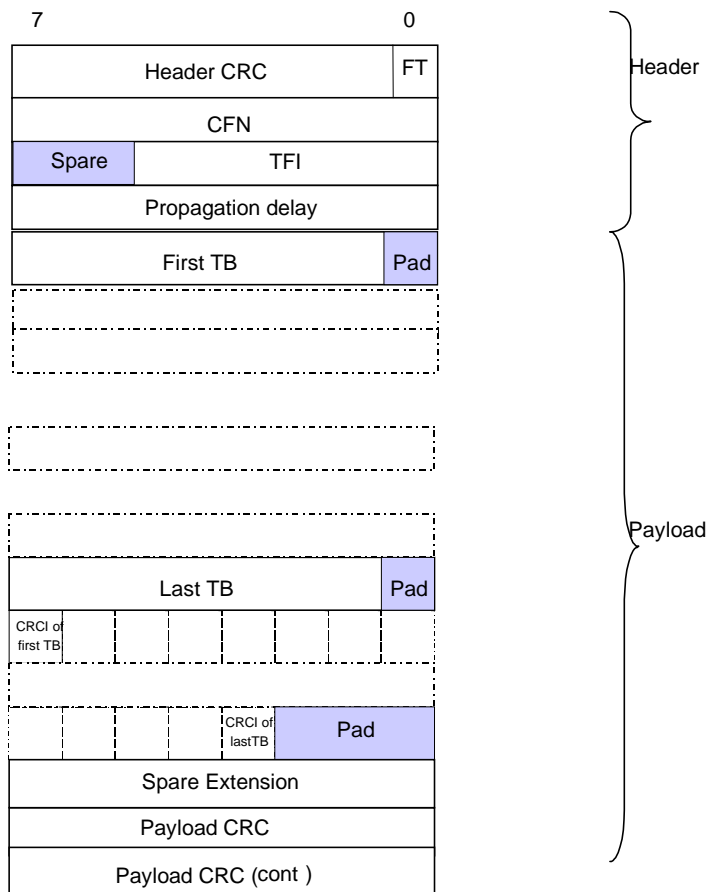 7 0
Header CRC FT
Header
CFN
Spare TFI
Propagation delay
First TB Pad
Payload
Last TB Pad
CRCI of
first TB
CRCI of
lastTB
Pad
Spare Extension
Payload CRC
Payload CRC (cont )